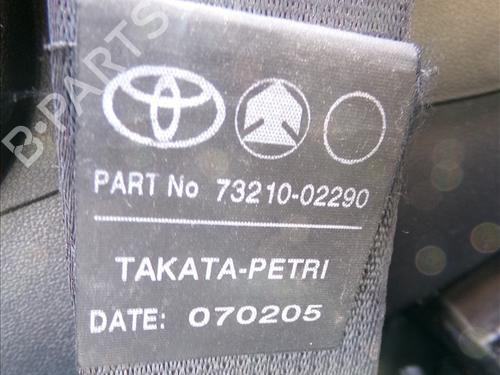 B-PARTS
PART No 73210-02290
TAKATA-PETRI
DATE: 070205